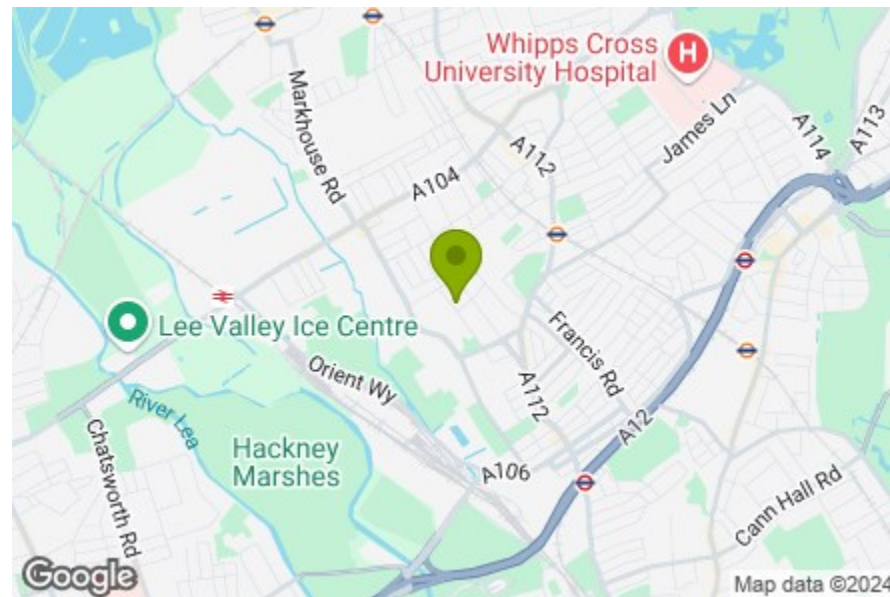 Whipps Cross
University Hospital
H
Markhouse Rd
A112
James Ln
A114
A113
A104
Lee Valley Ice Centre
Orient Wy
Francis Rd
A112
River Lea
Chatsworth Rd
Hackney
Marshes
A12
A106
Cann Hall Rd
Google
Map data ©2024